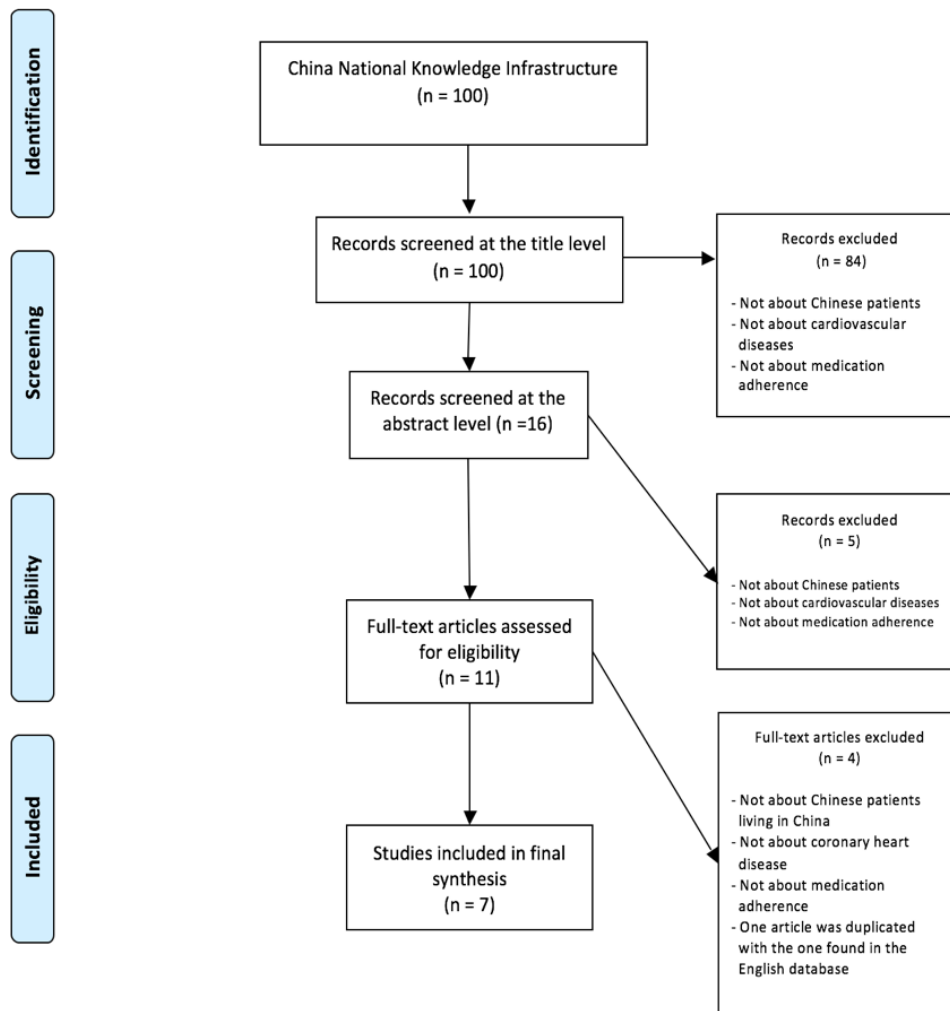 Identification
China National Knowledge Infrastructure
(n = 100)
Records screened at the title level
(n = 100)
Records excluded
(n = 84)
- Not about Chinese patients
- Not about cardiovascular
diseases
- Not about medication
adherence
Screening
Records screened at the
abstract level (n =16)
Records excluded
(n = 5)
- Not about Chinese patients
- Not about cardiovascular diseases
- Not about medication adherence
Eligibility
Full-text articles assessed
for eligibility
(n = 11)
Full-text articles excluded
(n = 4)
- Not about Chinese patients
living in China
- Not about coronary heart
disease
- Not about medication
adherence
- One article was duplicated
with the one found in the
English database
Included
Studies included in final
synthesis
(n = 7)